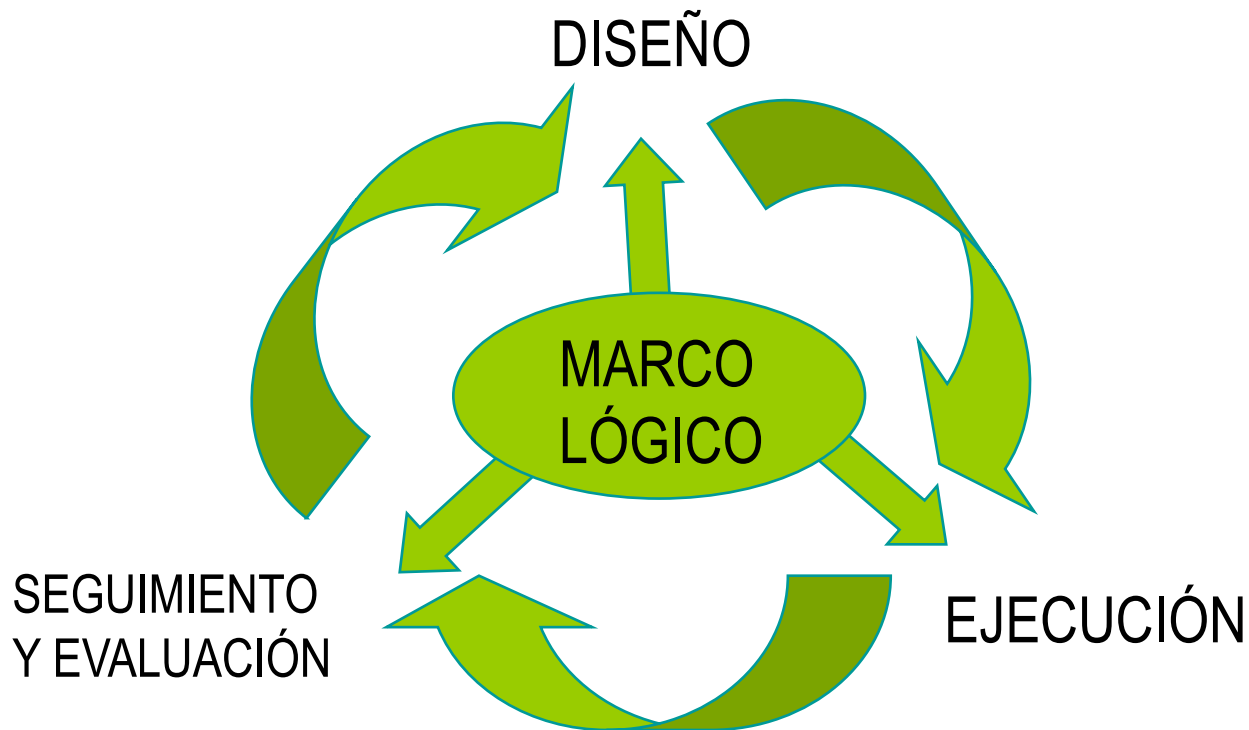 DISEÑO
MARCO
LÓGICO
SEGUIMIENTO
Y EVALUACIÓN
EJECUCIÓN